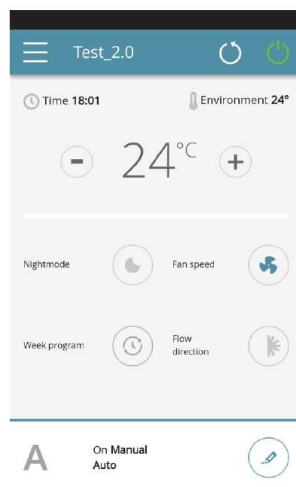 Test_2.0
Time 18:01
Environment 24°
- 24°C +
Nightmode
Fan speed
Week program
Flow
direction
A
On Manual
Auto